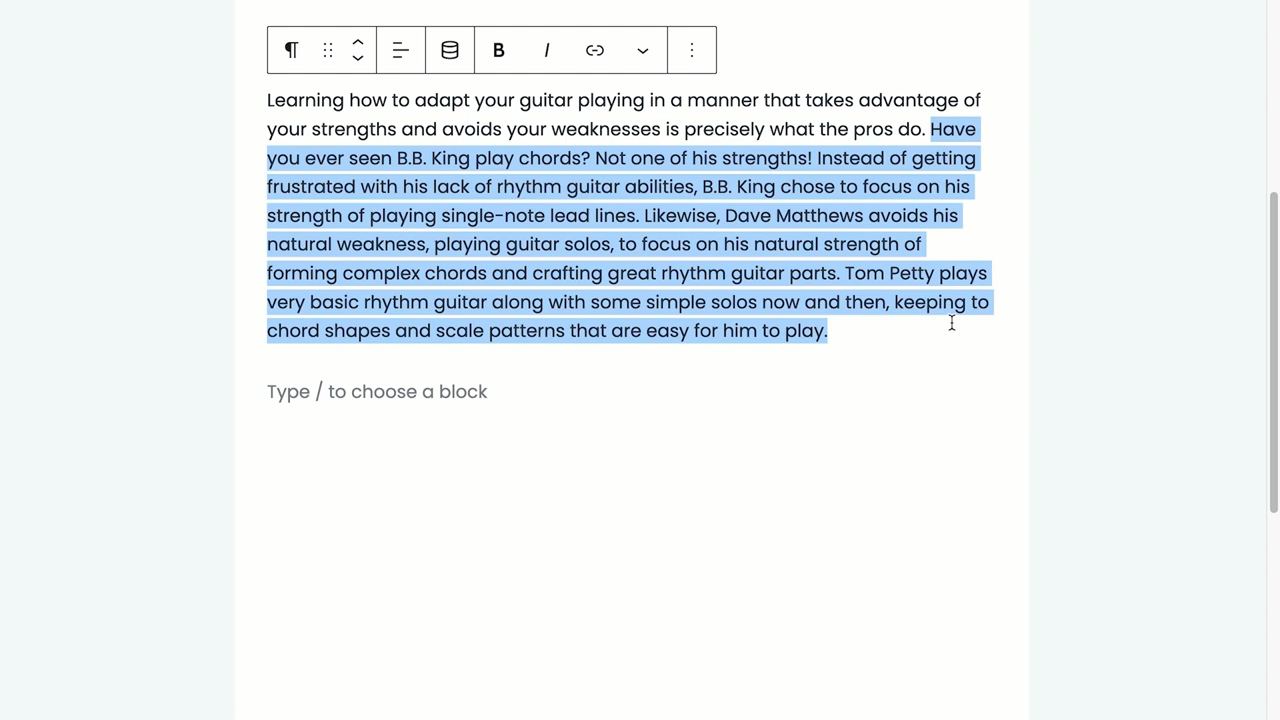 B I
Learning how to adapt your guitar playing in a manner that takes advantage of
your strengths and avoids your weaknesses is precisely what the pros do. Have
you ever seen B.B. King play chords? Not one of his strengths! Instead of getting
frustrated with his lack of rhythm guitar abilities, B.B. King chose to focus on his
strength of playing single-note lead lines. Likewise, Dave Matthews avoids his
natural weakness, playing guitar solos, to focus on his natural strength of
forming complex chords and crafting great rhythm guitar parts. Tom Petty plays
very basic rhythm guitar along with some simple solos now and then, keeping to
chord shapes and scale patterns that are easy for him to play.
Type / to choose a block